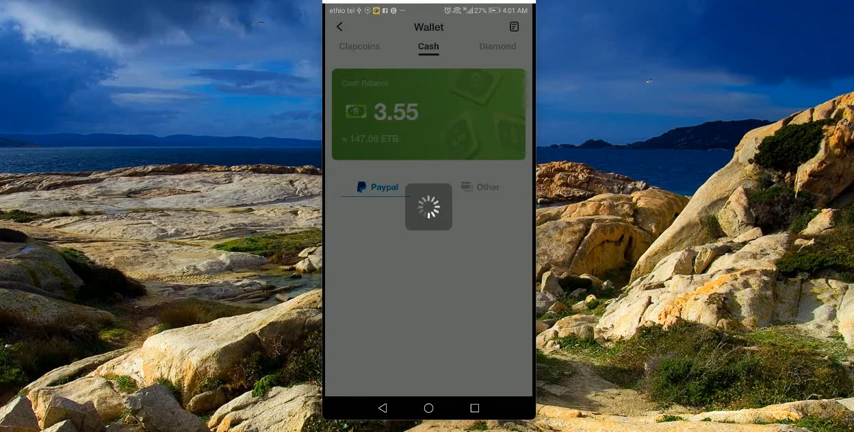 ethio tel 27% 4:01 AM
Wallet
Clapcoins Cash Diamond
Cash Balance
3.55
≈ 147.06 ETB
Paypal Other